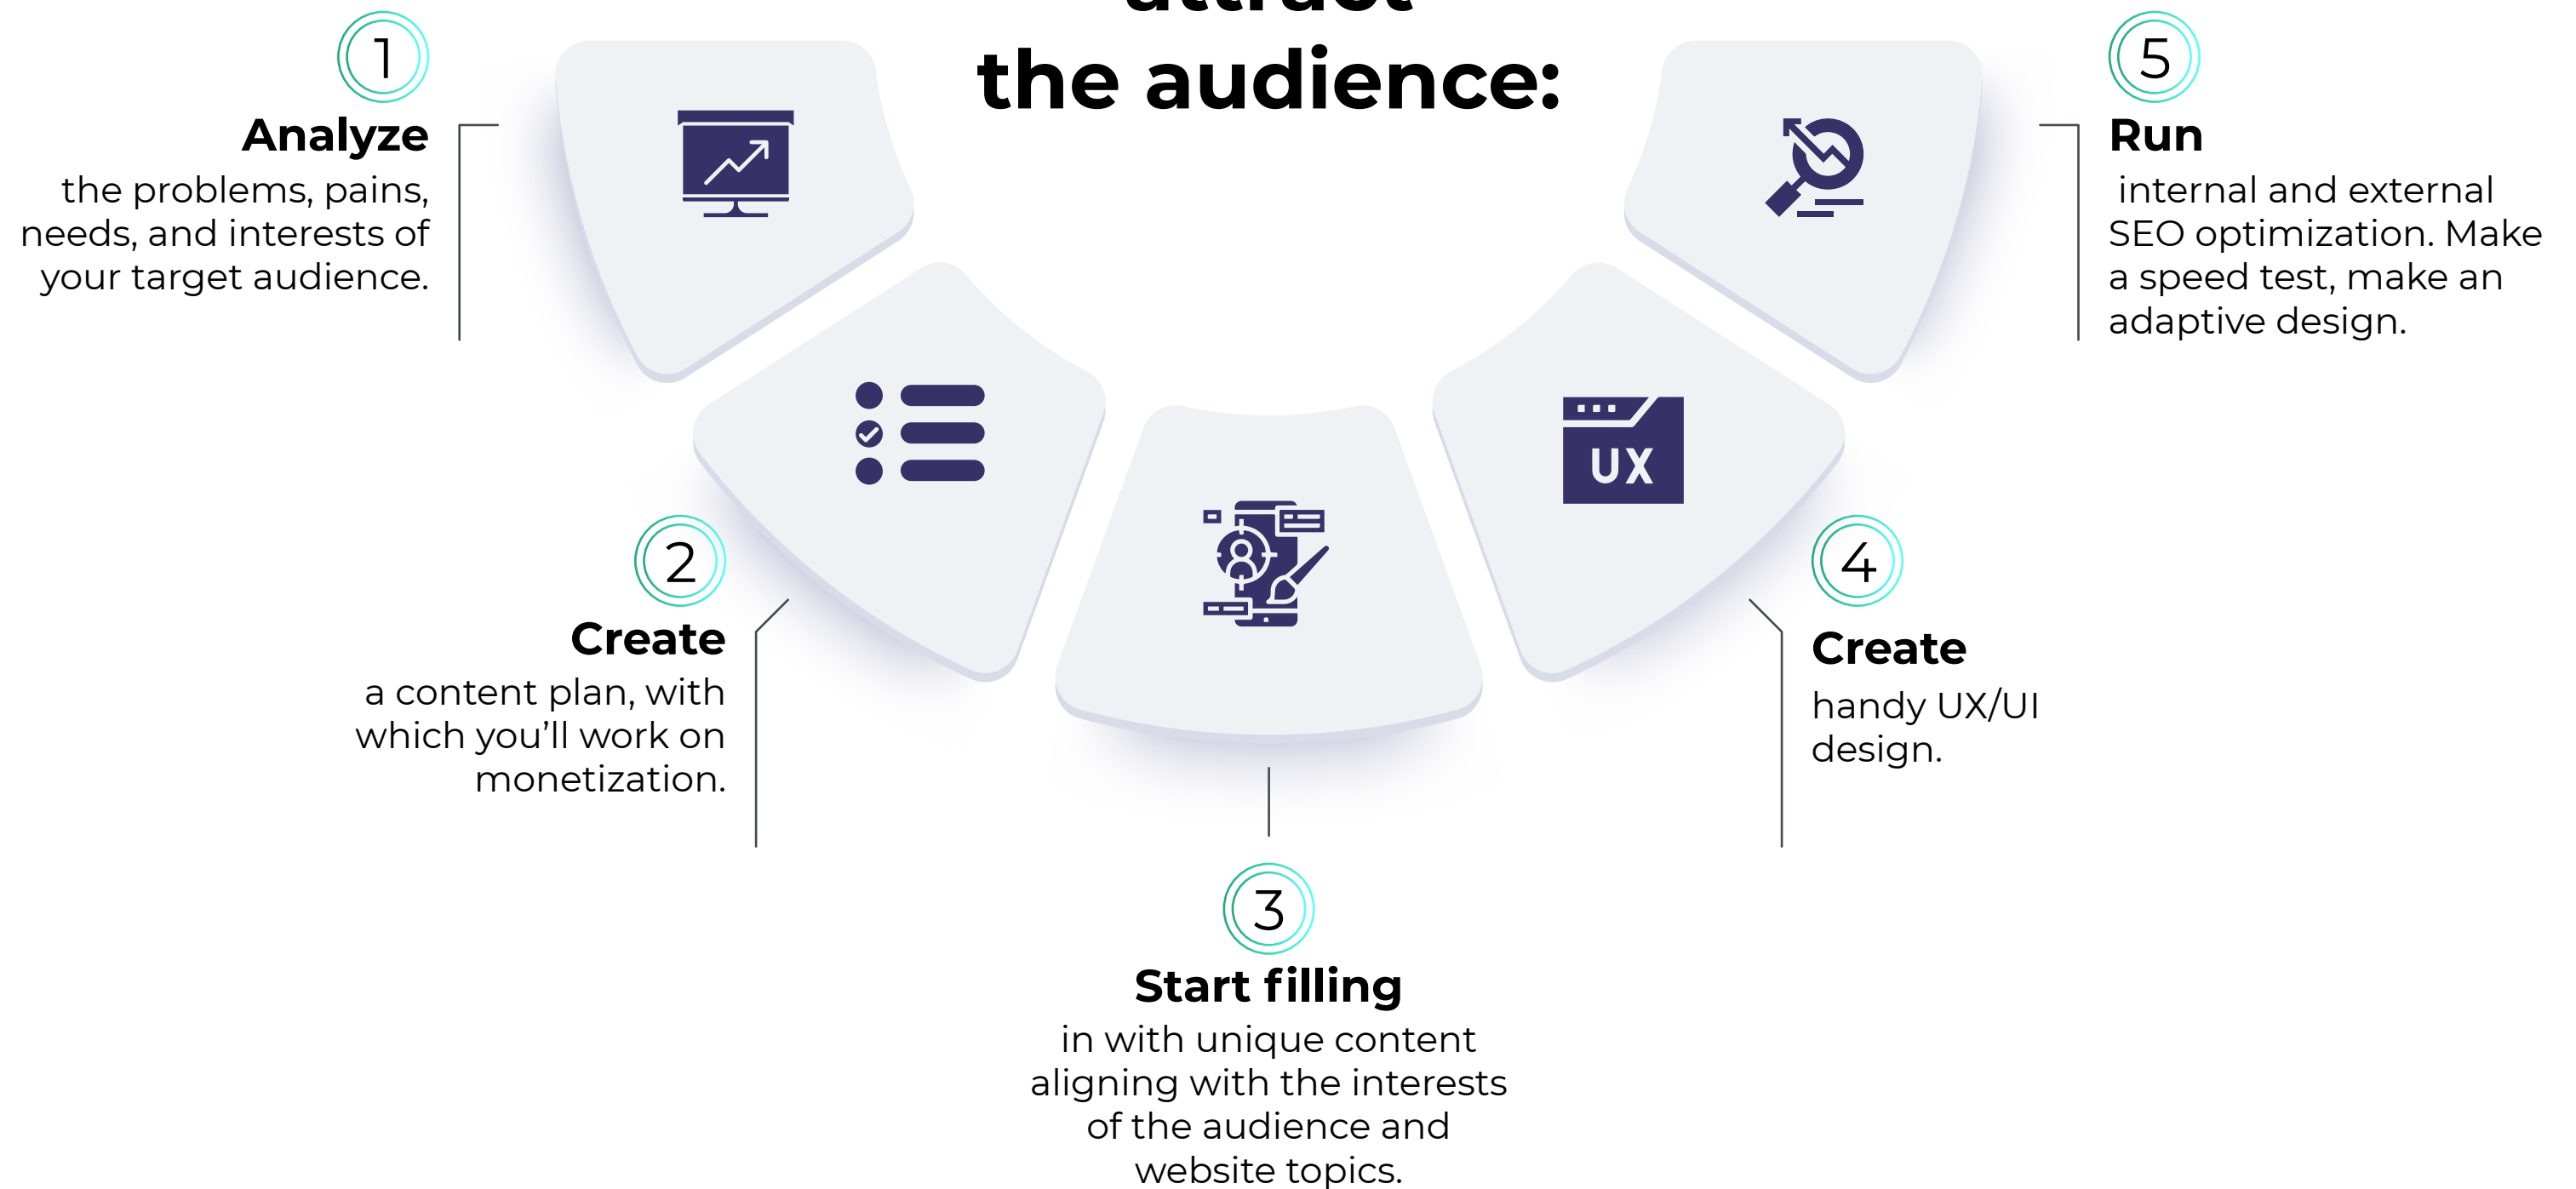 attract
the audience:
1
Analyze
the problems, pains,
needs, and interests of
your target audience.
2
Create
a content plan, with
which you’ll work on
monetization.
3
Start filling
in with unique content
aligning with the interests
of the audience and
website topics.
UX
4
Create
handy UX/UI
design.
5
Run
internal and external
SEO optimization. Make
a speed test, make an
adaptive design.